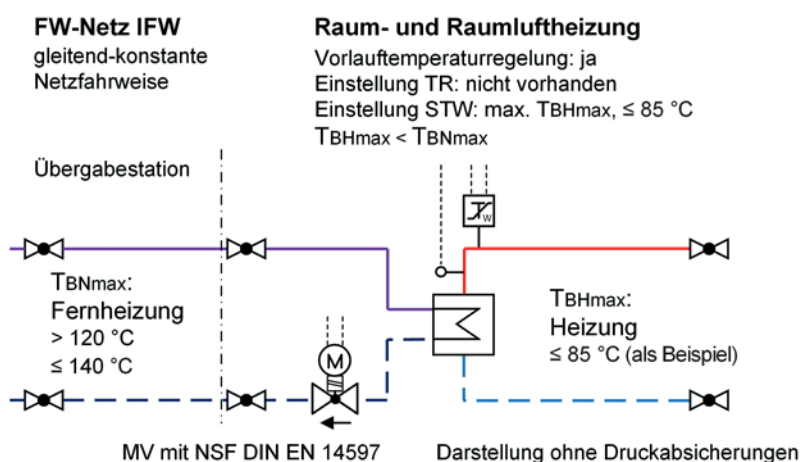 FW-Netz IFW
gleitend-konstante
Netzfahrweise
Raum- und Raumluftheizung
Vorlauftemperaturregelung: ja
Einstellung TR: nicht vorhanden
Einstellung STW: max. TBHmax, ≤ 85 °C
TBHmax < TBNmax
Übergabestation
W
TBNmax:
Fernheizung
> 120 °C
≤ 140 °C
M
TBHmax:
Heizung
≤ 85 °C (als Beispiel)
MV mit NSF DIN EN 14597
Darstellung ohne Druckabsicherungen